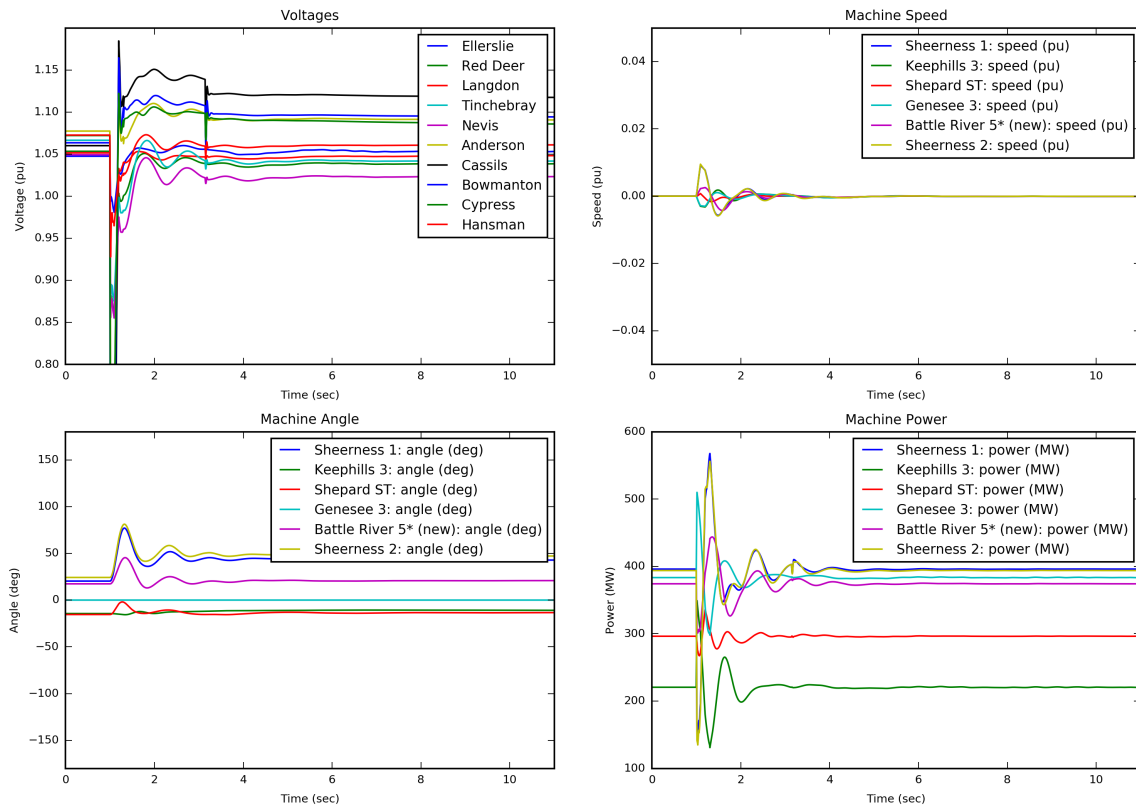 Voltages
1.15
1.10
1.05
1.00
0.95
0.90
0.85
0.80
Voltage (pu)
0 2 4 6 8 10
Time (sec)
Ellerslie
Red Deer
Langdon
Tinchebray
Nevis
Anderson
Cassils
Bowmanton
Cypress
Hansman
Machine Speed
0.04
0.02
0.00
−0.02
−0.04
Speed (pu)
0 2 4 6 8 10
Time (sec)
Sheerness 1: speed (pu)
Keephills 3: speed (pu)
Shepard ST: speed (pu)
Genesee 3: speed (pu)
Battle River 5* (new): speed (pu)
Sheerness 2: speed (pu)
Machine Angle
150
100
50
0
−50
−100
−150
Angle (deg)
0 2 4 6 8 10
Time (sec)
Sheerness 1: angle (deg)
Keephills 3: angle (deg)
Shepard ST: angle (deg)
Genesee 3: angle (deg)
Battle River 5* (new): angle (deg)
Sheerness 2: angle (deg)
Machine Power
600
500
400
300
200
100
Power (MW)
0 2 4 6 8 10
Time (sec)
Sheerness 1: power (MW)
Keephills 3: power (MW)
Shepard ST: power (MW)
Genesee 3: power (MW)
Battle River 5* (new): power (MW)
Sheerness 2: power (MW)